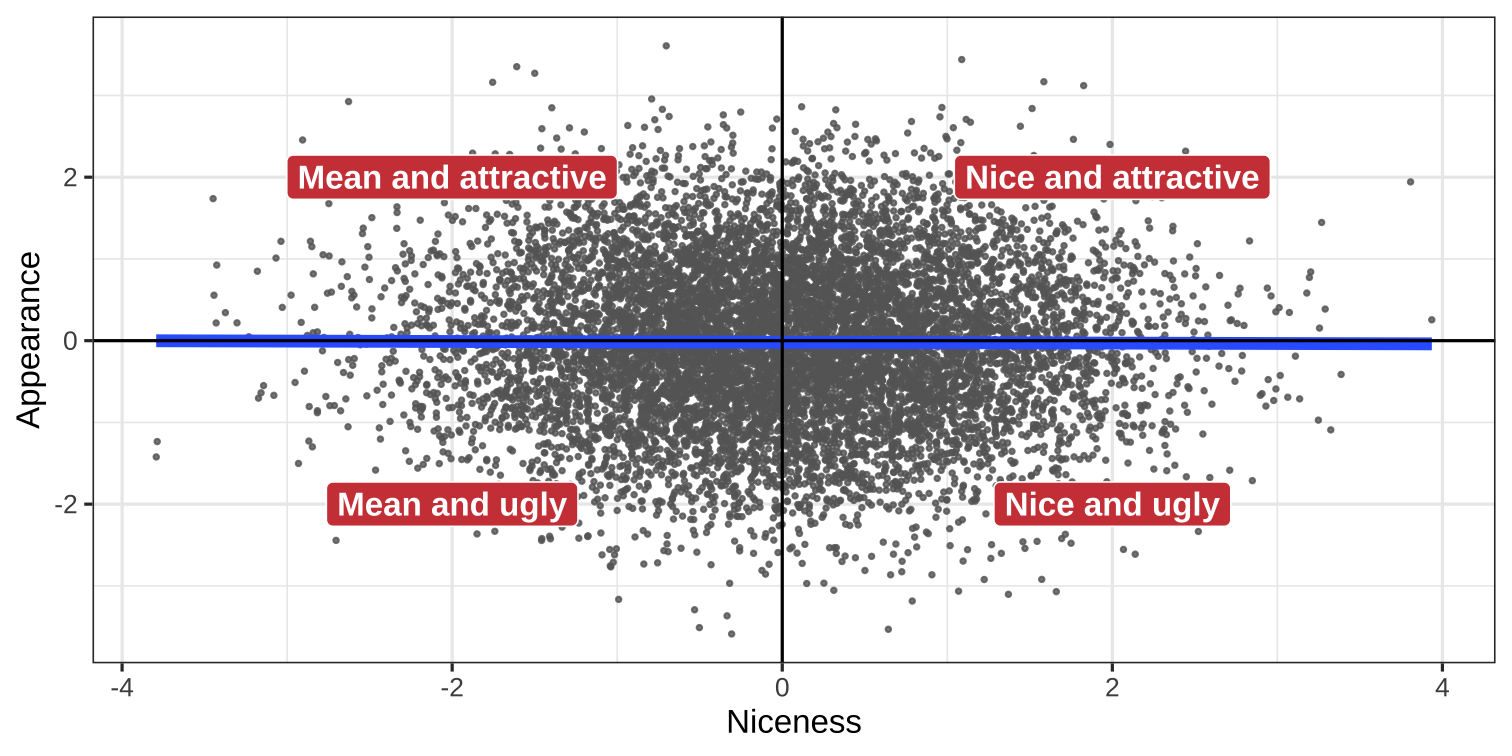 Mean and attractive
Nice and attractive
Mean and ugly
Nice and ugly
2
0
-2
Appearance
-4
-2
0
2
4
Niceness